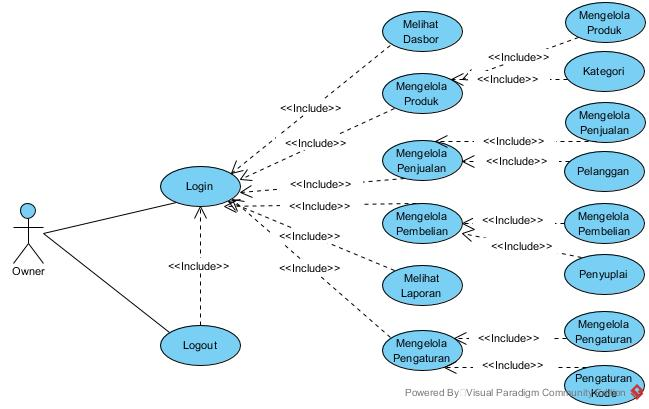 Melihat
Dasbor
Mengelola
Produk
<<Include>>
Mengelola
Produk
<<Include>>
Kategori
<<Include>>
<<Include>>
Mengelola
Penjualan
<<Include>>
Mengelola
Penjualan
<<Include>>
Pelanggan
Login
<<Include>>
<<Include>>
Mengelola
Pembelian
<<Include>>
Mengelola
Pembelian
<<Include>>
Penyuplai
<<Include>>
<<Include>>
<<Include>>
Owner
Melihat
Laporan
Logout
Mengelola
Pengaturan
<<Include>>
Mengelola
Pengaturan
<<Include>>
Pengaturan
Kode
Powered By Visual Paradigm Community Edition